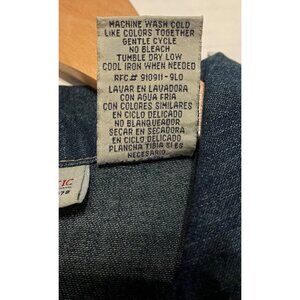 MACHINE WASH COLD
LIKE COLORS TOGETHER
GENTLE CYCLE
NO BLEACH
TUMBLE DRY LOW
COOL IRON WHEN NEEDED
RFC# 910911-9L0
LAVAR EN LAVADORA
CON AGUA FRIA
CON COLORES SIMILARES
EN CICLO DELICADO
NO BLANQUEADOR
SECAR EN SECADORA
EN CICLO DELICADO
PLANCHA TIBIA SI ES
NECESARIO
TIC